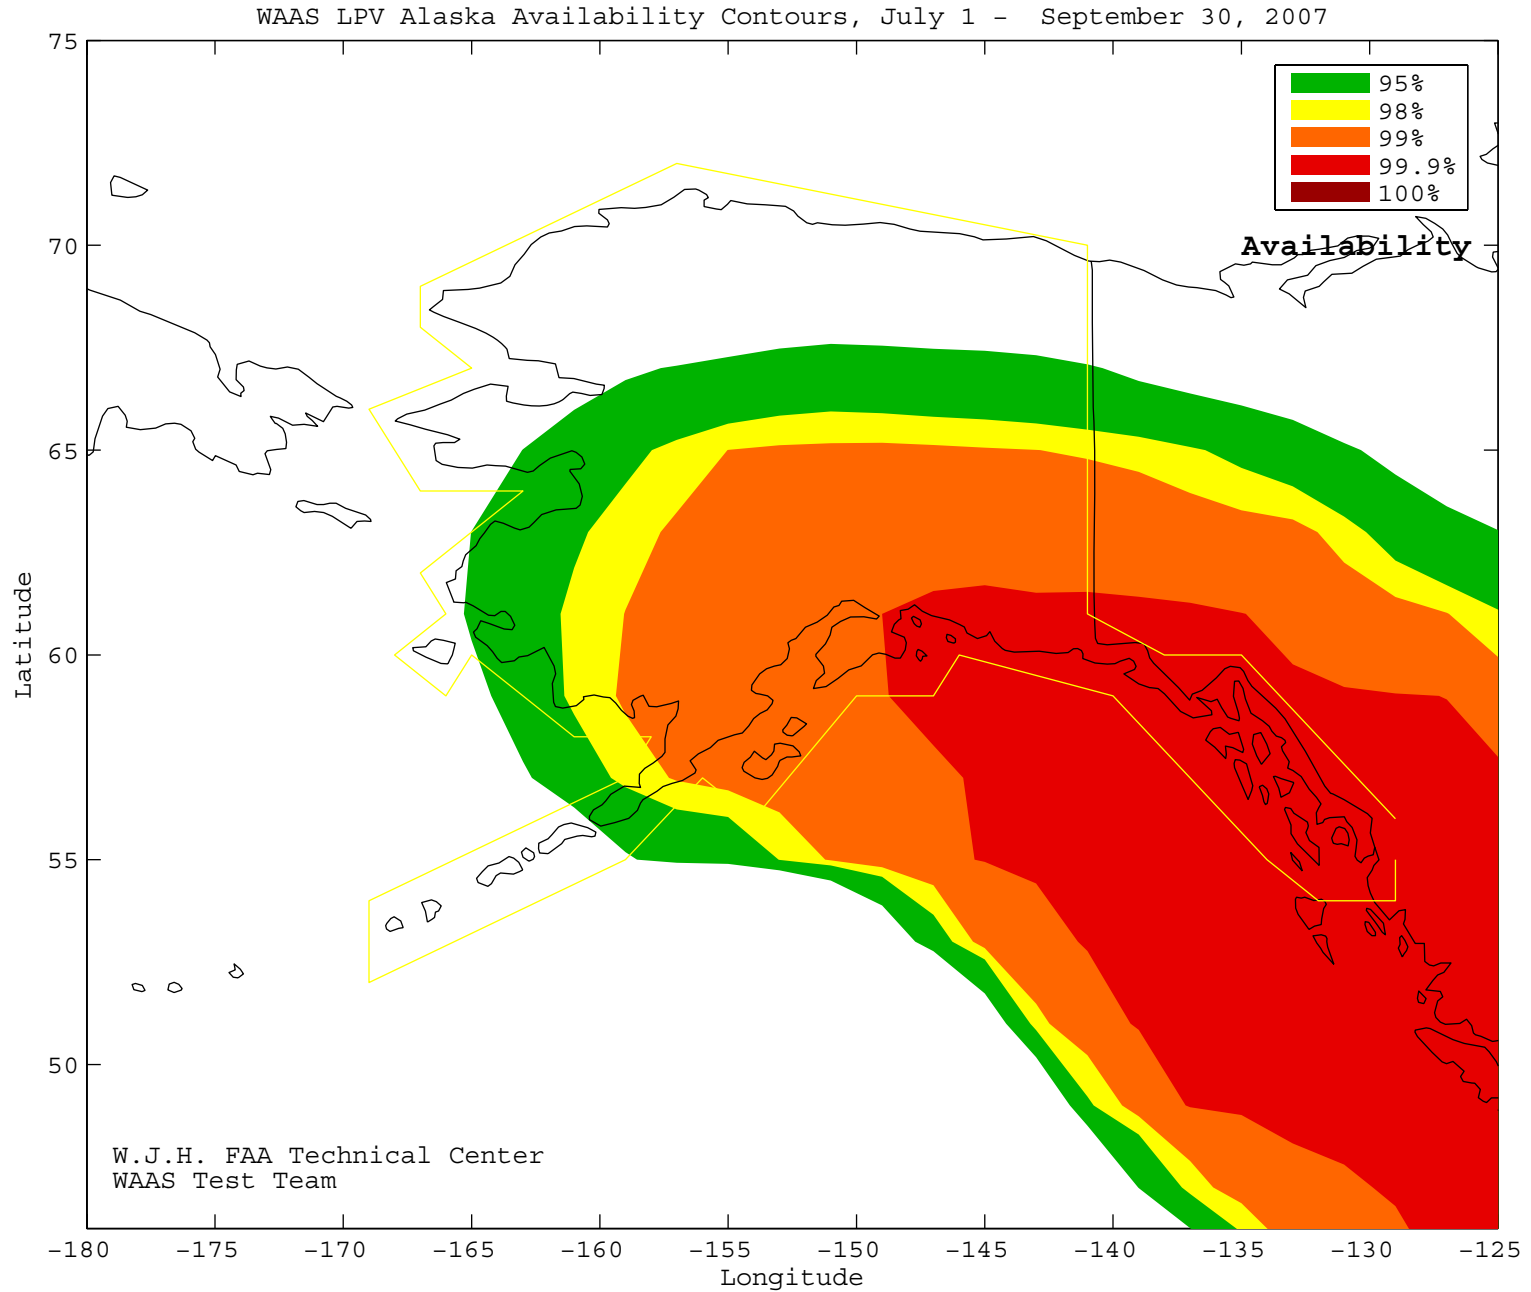 WAAS LPV Alaska Availability Contours, July 1 -  September 30, 2007
75
70
65
60
55
50
Latitude
95%
98%
99%
99.9%
100%
Availability
W.J.H. FAA Technical Center
WAAS Test Team
-180 -175 -170 -165 -160 -155 -150 -145 -140 -135 -130 -125
Longitude